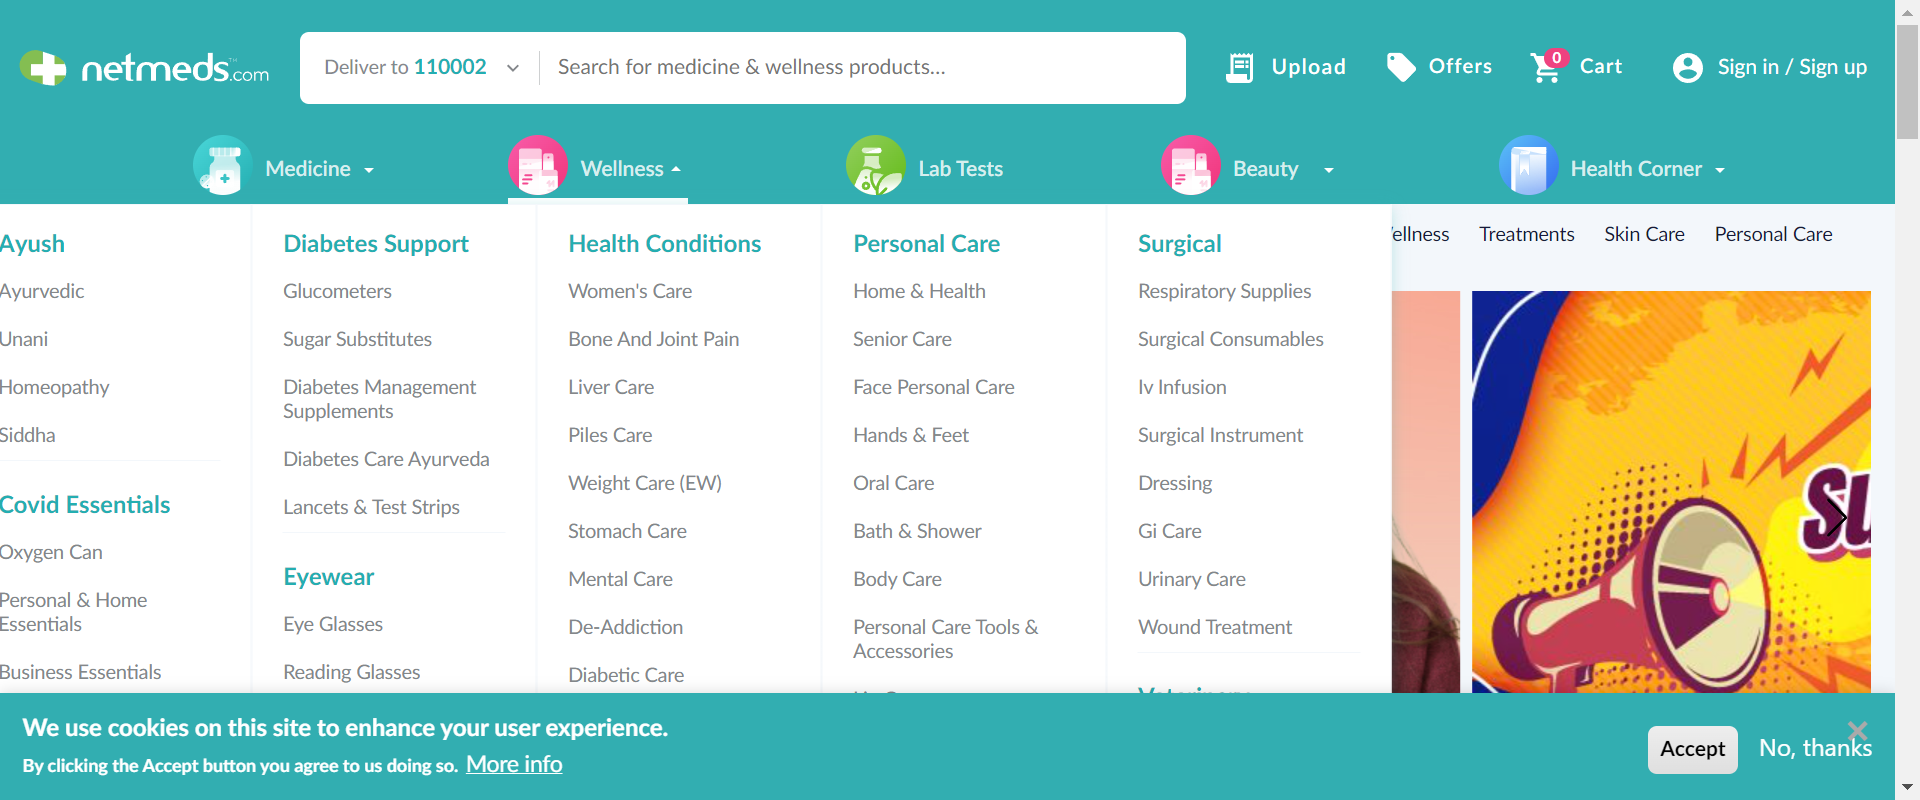 netmeds.com
Deliver to 110002
Search for medicine & wellness products...
Upload
Offers
0
Cart
Sign in / Sign up
Medicine
Wellness
Lab Tests
Beauty
Health Corner
Ayush
Ayurvedic
Unani
Homeopathy
Siddha
Covid Essentials
Oxygen Can
Personal & Home
Essentials
Business Essentials
Diabetes Support
Glucometers
Sugar Substitutes
Diabetes Management
Supplements
Diabetes Care Ayurveda
Lancets & Test Strips
Eyewear
Eye Glasses
Reading Glasses
Health Conditions
Women's Care
Bone And Joint Pain
Liver Care
Piles Care
Weight Care (EW)
Stomach Care
Mental Care
De-Addiction
Diabetic Care
Personal Care
Home & Health
Senior Care
Face Personal Care
Hands & Feet
Oral Care
Bath & Shower
Body Care
Personal Care Tools &
Accessories
Surgical
Respiratory Supplies
Surgical Consumables
Iv Infusion
Surgical Instrument
Dressing
Gi Care
Urinary Care
Wound Treatment
ellness
Treatments
Skin Care
Personal Care
We use cookies on this site to enhance your user experience.
By clicking the Accept button you agree to us doing so. More info
Accept
No, thanks